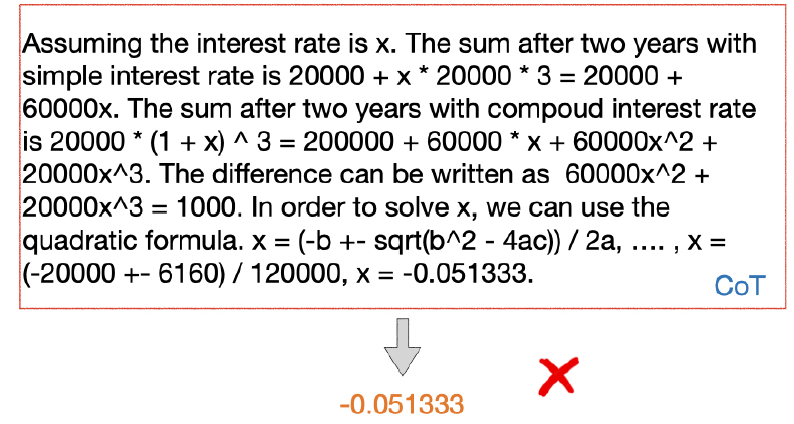 Assuming the interest rate is x. The sum after two years with
simple interest rate is 20000 + x * 20000 * 3 = 20000 +
60000x. The sum after two years with compoud interest rate
is 20000 * (1 + x) ^ 3 = 200000 + 60000 * x + 60000x^2 +
20000x^3. The difference can be written as  60000x^2 +
20000x^3 = 1000. In order to solve x, we can use the
quadratic formula. x = (-b +- sqrt(b^2 - 4ac)) / 2a, .... , x =
(-20000 +- 6160) / 120000, x = -0.051333.
CoT
-0.051333